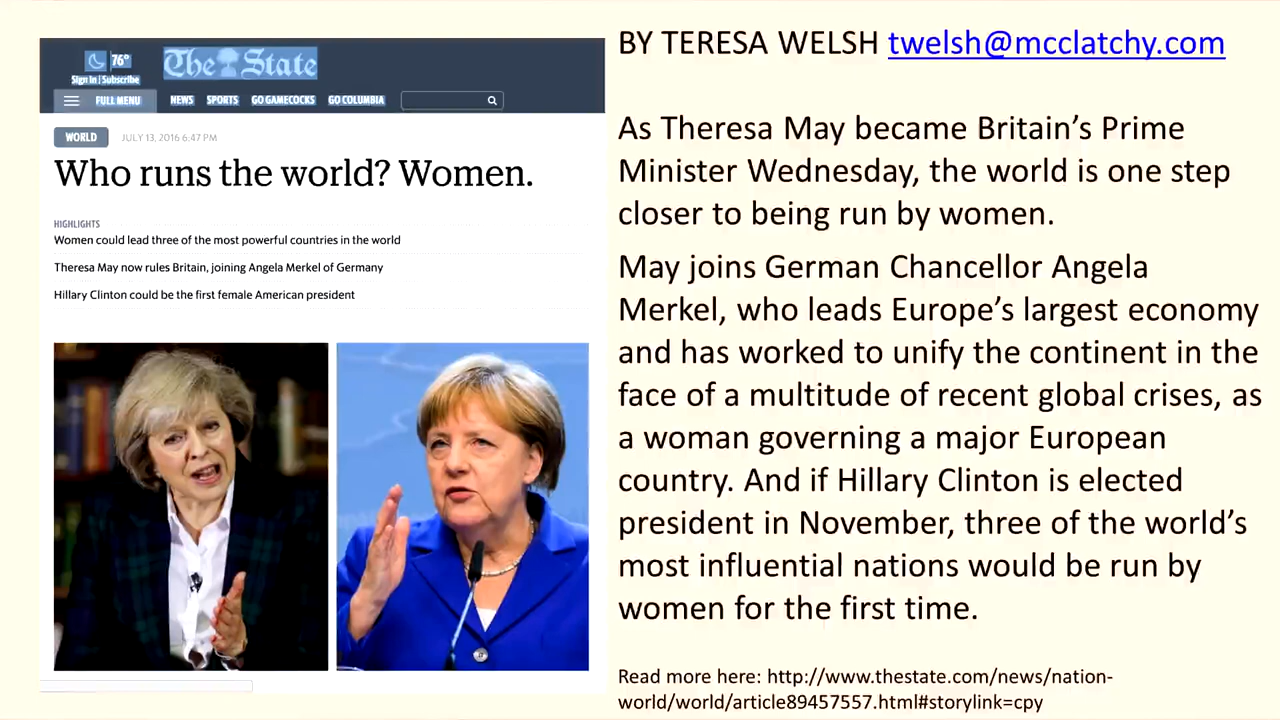 76°
The State
Sign In | Subscribe
FULL MENU
NEWS
SPORTS
GO GAMECOCKS
GO COLUMBIA
WORLD
JULY 13, 2016 6:47 PM
Who runs the world? Women.
HIGHLIGHTS
Women could lead three of the most powerful countries in the world
Theresa May now rules Britain, joining Angela Merkel of Germany
Hillary Clinton could be the first female American president
BY TERESA WELSH twelsh@mcclatchy.com
As Theresa May became Britain’s Prime
Minister Wednesday, the world is one step
closer to being run by women.
May joins German Chancellor Angela
Merkel, who leads Europe’s largest economy
and has worked to unify the continent in the
face of a multitude of recent global crises, as
a woman governing a major European
country. And if Hillary Clinton is elected
president in November, three of the world’s
most influential nations would be run by
women for the first time.
Read more here: http://www.thestate.com/news/nation-
world/world/article89457557.html#storylink=cpy